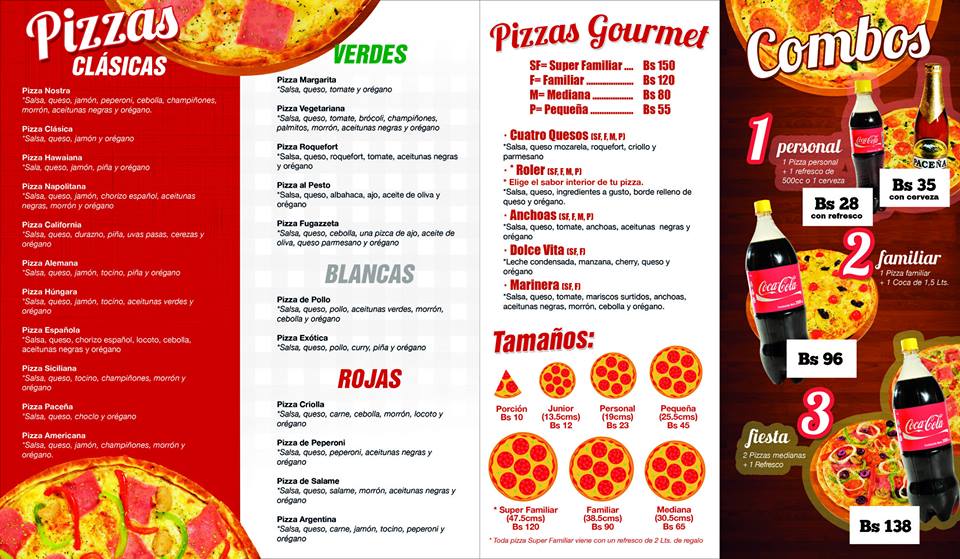 Pizzas
CLÁSICAS
Pizza Nostra
*Salsa, queso, jamón, peperoni, cebolla, champiñones,
morrón, aceitunas negras y orégano.
Pizza Clásica
*Salsa, queso, jamón y orégano
Pizza Hawaiana
*Sala, queso, jamón, piña y orégano
Pizza Napolitana
*Salsa, queso, jamón, chorizo español, aceitunas
negras, morrón y orégano
Pizza California
*Salsa, queso, durazno, piña, uvas pasas, cerezas y
orégano
Pizza Alemana
*Salsa, queso, jamón, tocino, piña y orégano
Pizza Húngara
*Salsa, queso, jamón, tocino, aceitunas verdes y
orégano
Pizza Española
*Salsa, queso, chorizo español, locoto, cebolla,
aceitunas negras y orégano
Pizza Siciliana
*Salsa, queso, tocino, champiñones, morrón y
orégano
Pizza Paceña
*Salsa, queso, choclo y orégano
Pizza Americana
*Salsa, queso, jamón, champiñones, morrón y
orégano.
VERDES
Pizza Margarita
*Salsa, queso, tomate y orégano
Pizza Vegetariana
*Salsa, queso, tomate, brócoli, champiñones,
palmitos, morrón, aceitunas negras y orégano
Pizza Roquefort
*Salsa, queso, roquefort, tomate, aceitunas negras
y orégano
Pizza al Pesto
*Salsa, queso, albahaca, ajo, aceite de oliva y
orégano
Pizza Fugazzeta
*Salsa, queso, cebolla, una pizca de ajo, aceite de
oliva, queso parmesano y orégano
BLANCAS
Pizza de Pollo
*Salsa, queso, pollo, aceitunas verdes, morrón,
cebolla y orégano
Pizza Exótica
*Salsa, queso, pollo, curry, piña y orégano
ROJAS
Pizza Criolla
*Salsa, queso, carne, cebolla, morrón, locoto y
orégano
Pizza de Peperoni
*Salsa, queso, peperoni, aceitunas negras y
orégano
Pizza de Salame
*Salsa, queso, salame, morrón, aceitunas negras y
orégano
Pizza Argentina
*Salsa, queso, carne, jamón, tocino, peperoni y
orégano
Pizzas Gourmet
SF= Super Familiar .... Bs 150
F= Familiar .................. Bs 120
M= Mediana ................ Bs 80
P= Pequeña ................. Bs 55
· Cuatro Quesos (SF, F, M, P)
*Salsa, queso mozarela, roquefort, criollo y
parmesano
· * Roler (SF, F, M, P)
* Elige el sabor interior de tu pizza.
*Salsa, queso, ingredientes a gusto, borde relleno de
queso y orégano.
· Anchoas (SF, F, M, P)
*Salsa, queso, tomate, anchoas, aceitunas negras y
orégano
· Dolce Vita (SF, F)
*Leche condensada, manzana, cherry, queso y
orégano
· Marinera (SF, F)
*Salsa, queso, tomate, mariscos surtidos, anchoas,
aceitunas negras, morrón, cebolla y orégano.
Tamaños:
Porción
Bs 10
Junior
(13.5cms)
Bs 12
Personal
(19cms)
Bs 23
Pequeña
(25.5cms)
Bs 45
* Super Familiar
(47.5cms)
Bs 120
Familiar
(38.5cms)
Bs 90
Mediana
(30.5cms)
Bs 65
* Toda pizza Super Familiar viene con un refresco de 2 Lts. de regalo
Combos
1 personal
1 Pizza personal
+ 1 refresco de
500cc o 1 cerveza
Coca-Cola
PACEÑA
Bs 28
con refresco
Bs 35
con cerveza
2 familiar
1 Pizza familiar
+ 1 Coca de 1,5 Lts.
Coca-Cola
Bs 96
3
fiesta
2 Pizzas medianas
+ 1 Refresco
Coca-Cola
Bs 138